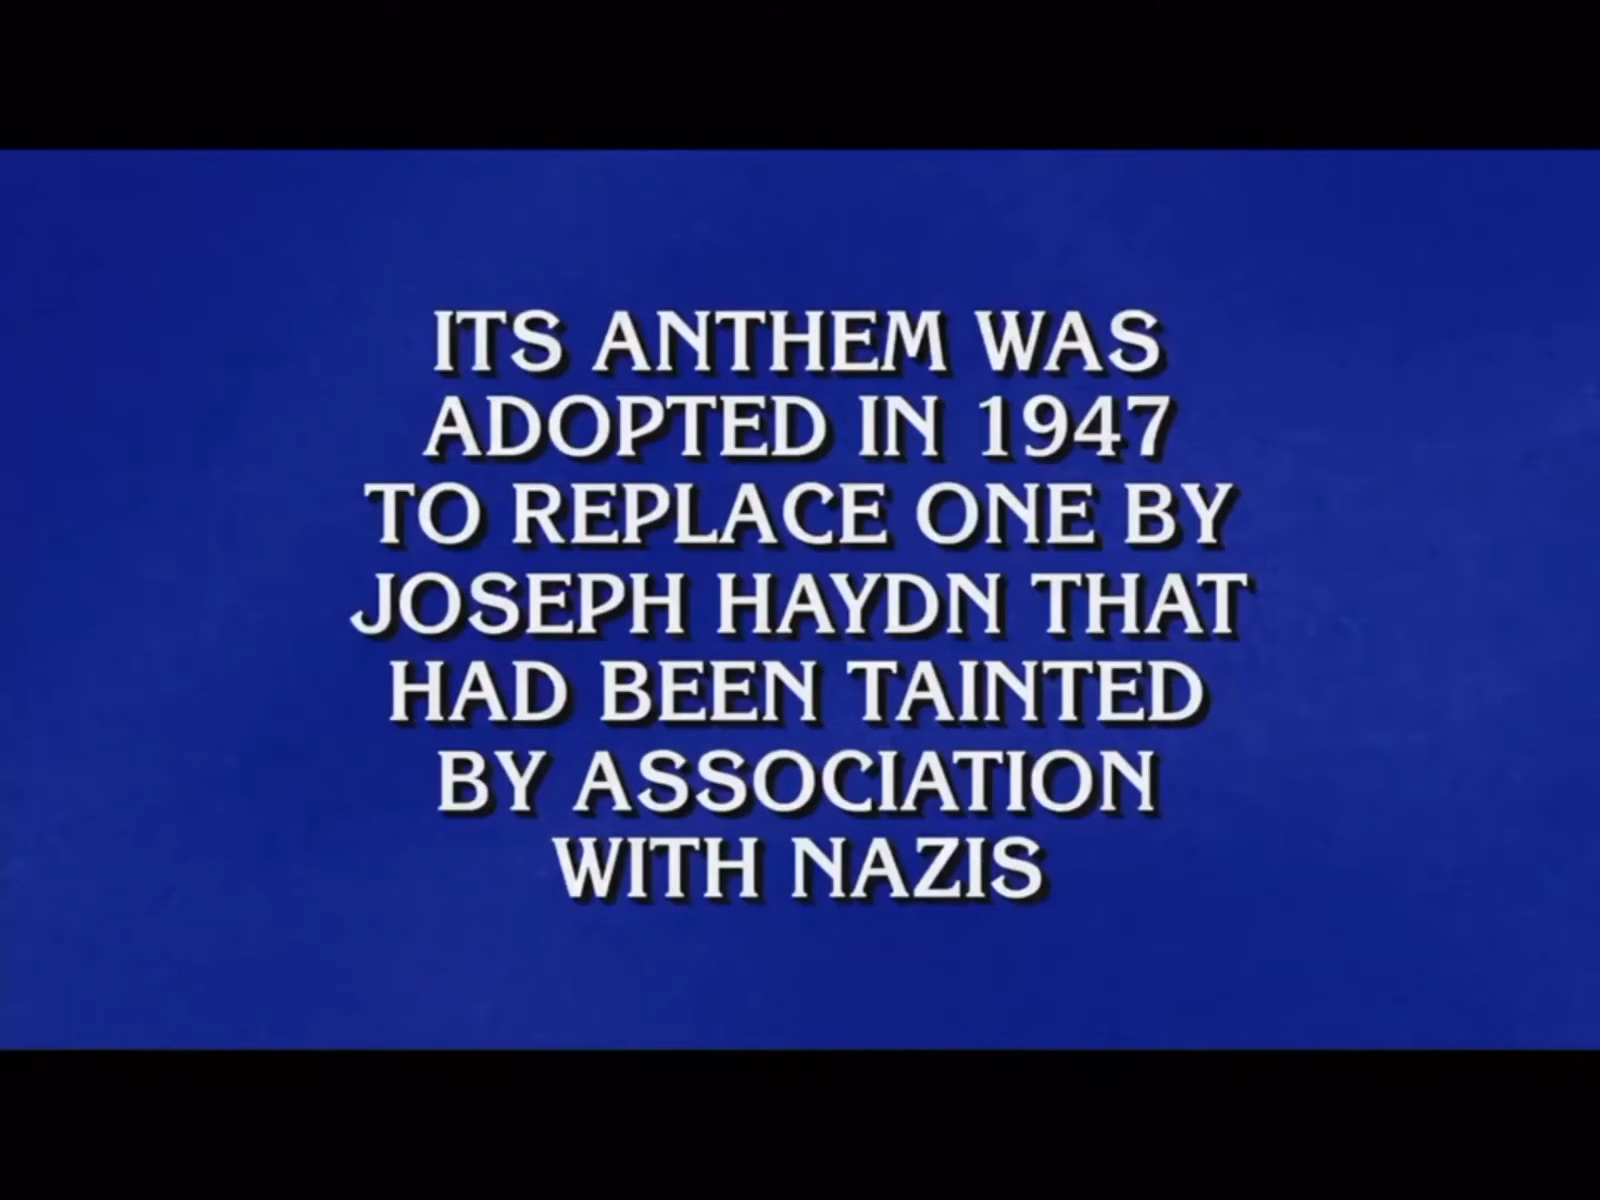 ITS ANTHEM WAS
ADOPTED IN 1947
TO REPLACE ONE BY
JOSEPH HAYDN THAT
HAD BEEN TAINTED
BY ASSOCIATION
WITH NAZIS